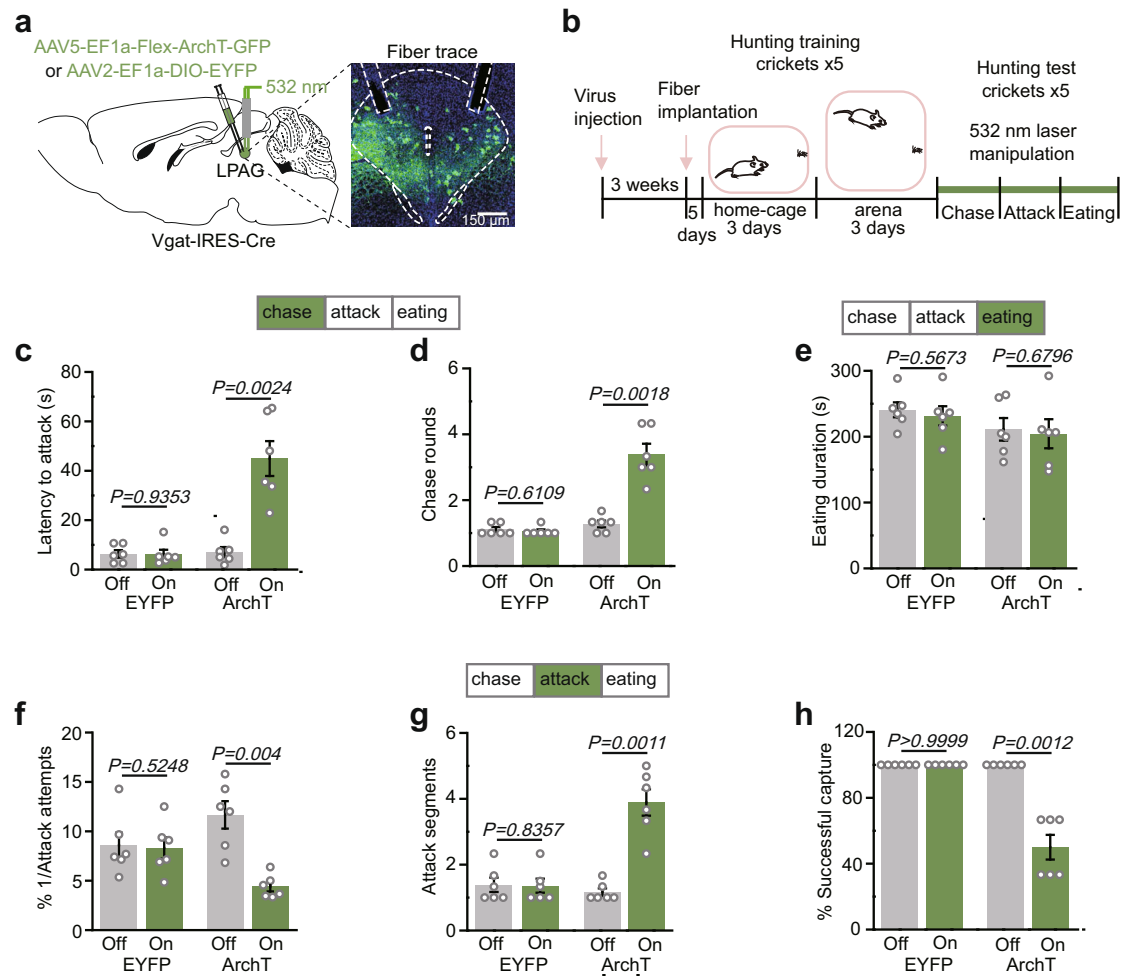 a
AAV5-EF1a-Flex-ArchT-GFP
or AAV2-EF1a-DIO-EYFP
532 nm
LPAG
Vgat-IRES-Cre
Fiber trace
150 µm
b
Hunting training
crickets x5
Hunting test
crickets x5
Virus
injection
Fiber
implantation
532 nm laser
manipulation
3 weeks
5
days
home-cage
3 days
arena
3 days
Chase
Attack
Eating
chase
attack
eating
c
Latency to attack (s)
80
60
40
20
0
P=0.9353
P=0.0024
Off
On
Off
On
EYFP
ArchT
d
Chase rounds
6
4
2
0
P=0.6109
P=0.0018
Off
On
Off
On
EYFP
ArchT
chase
attack
eating
e
Eating duration (s)
300
200
100
0
P=0.5673
P=0.6796
Off
On
Off
On
EYFP
ArchT
f
% 1/Attack attempts
20
15
10
5
0
P=0.5248
P=0.004
Off
On
Off
On
EYFP
ArchT
chase
attack
eating
g
Attack segments
6
4
2
0
P=0.8357
P=0.0011
Off
On
Off
On
EYFP
ArchT
h
% Successful capture
120
80
40
0
P>0.9999
P=0.0012
Off
On
Off
On
EYFP
ArchT